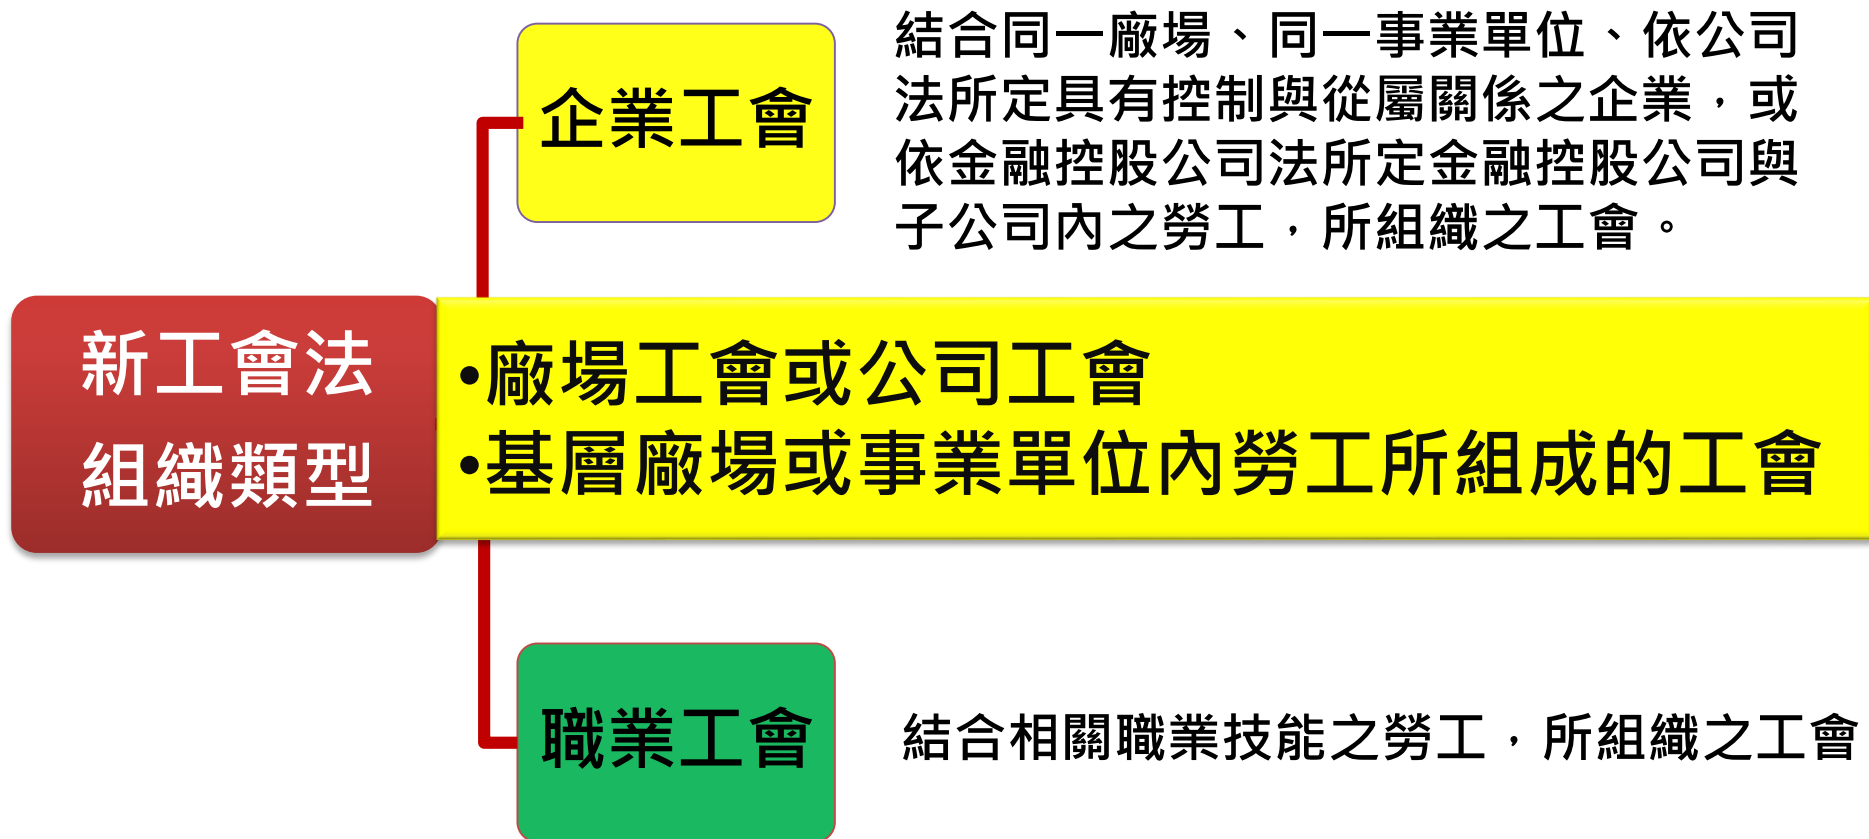 企業工會
結合同一廠場、同一事業單位、依公司
法所定具有控制與從屬關係之企業，或
依金融控股公司法所定金融控股公司與
子公司內之勞工，所組織之工會。
新工會法
組織類型
•廠場工會或公司工會
•基層廠場或事業單位內勞工所組成的工會
職業工會
結合相關職業技能之勞工，所組織之工會